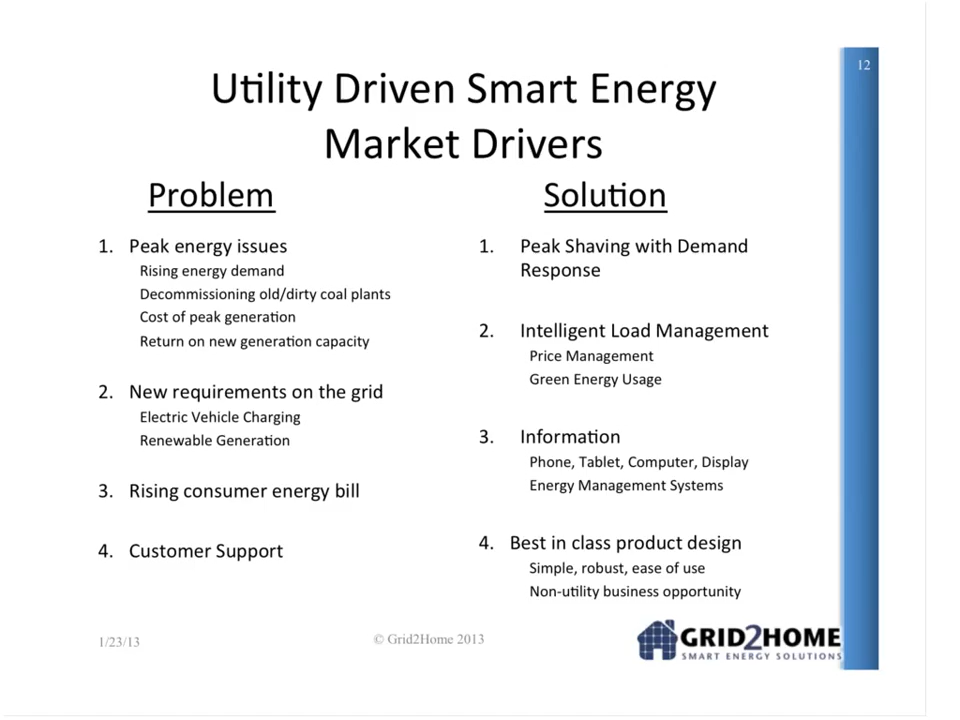 12
Utility Driven Smart Energy
Market Drivers
Problem
1. Peak energy issues
Rising energy demand
Decommissioning old/dirty coal plants
Cost of peak generation
Return on new generation capacity
2. New requirements on the grid
Electric Vehicle Charging
Renewable Generation
3. Rising consumer energy bill
4. Customer Support
Solution
1. Peak Shaving with Demand
Response
2. Intelligent Load Management
Price Management
Green Energy Usage
3. Information
Phone, Tablet, Computer, Display
Energy Management Systems
4. Best in class product design
Simple, robust, ease of use
Non-utility business opportunity
1/23/13
© Grid2Home 2013
GRID2HOME
SMART ENERGY SOLUTIONS